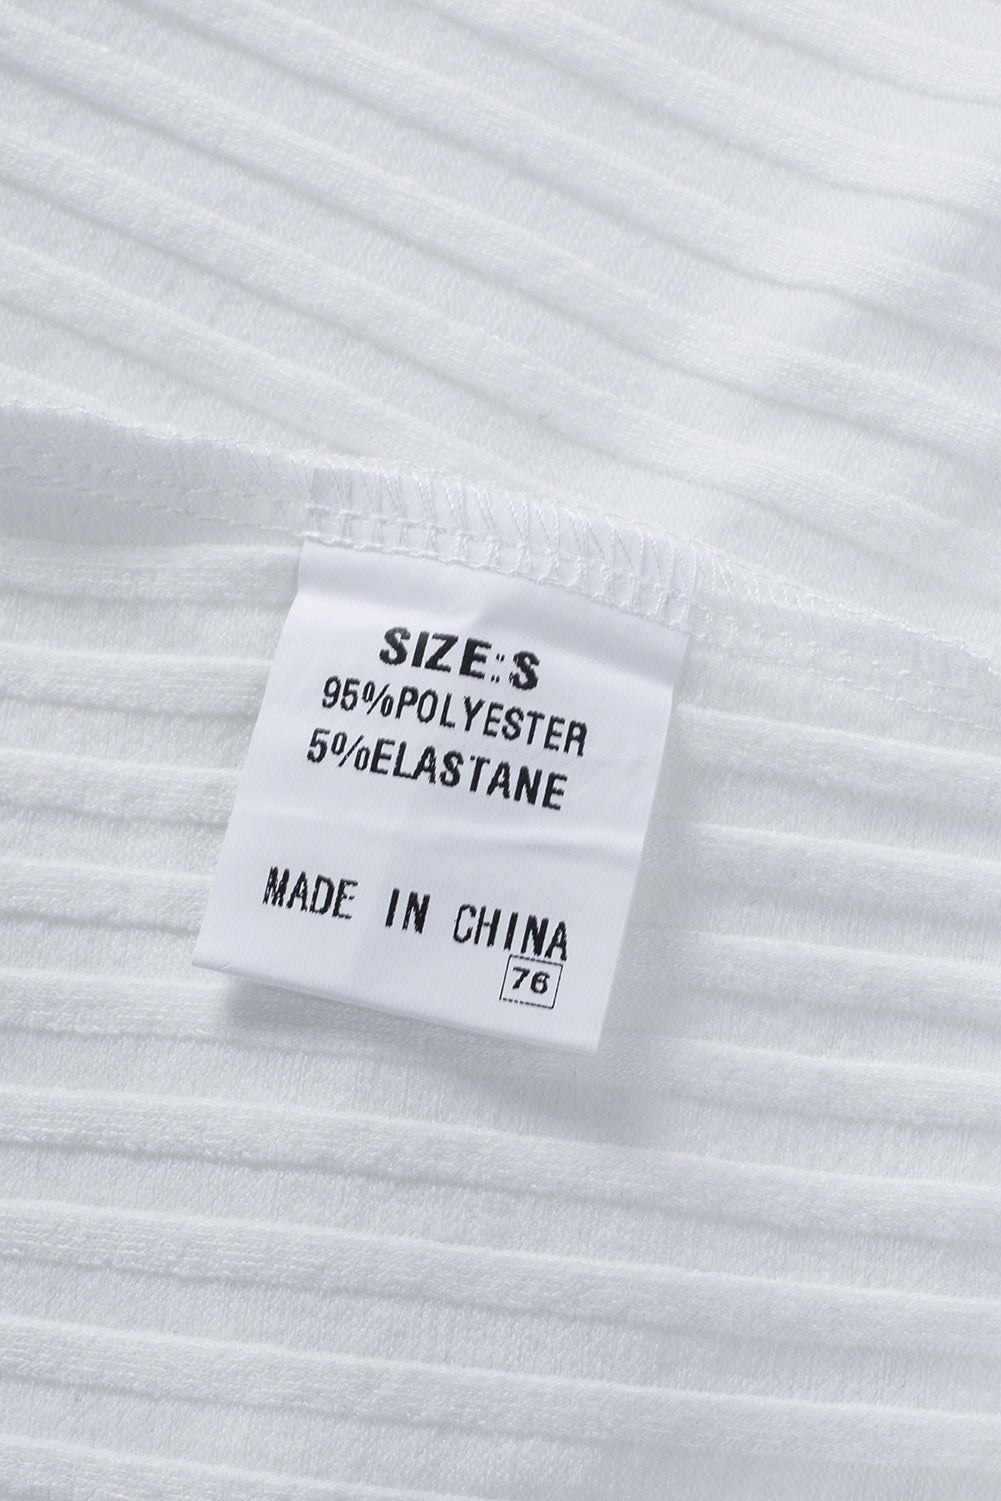 SIZE:S
95%POLYESTER
5%ELASTANE
MADE IN CHINA
76